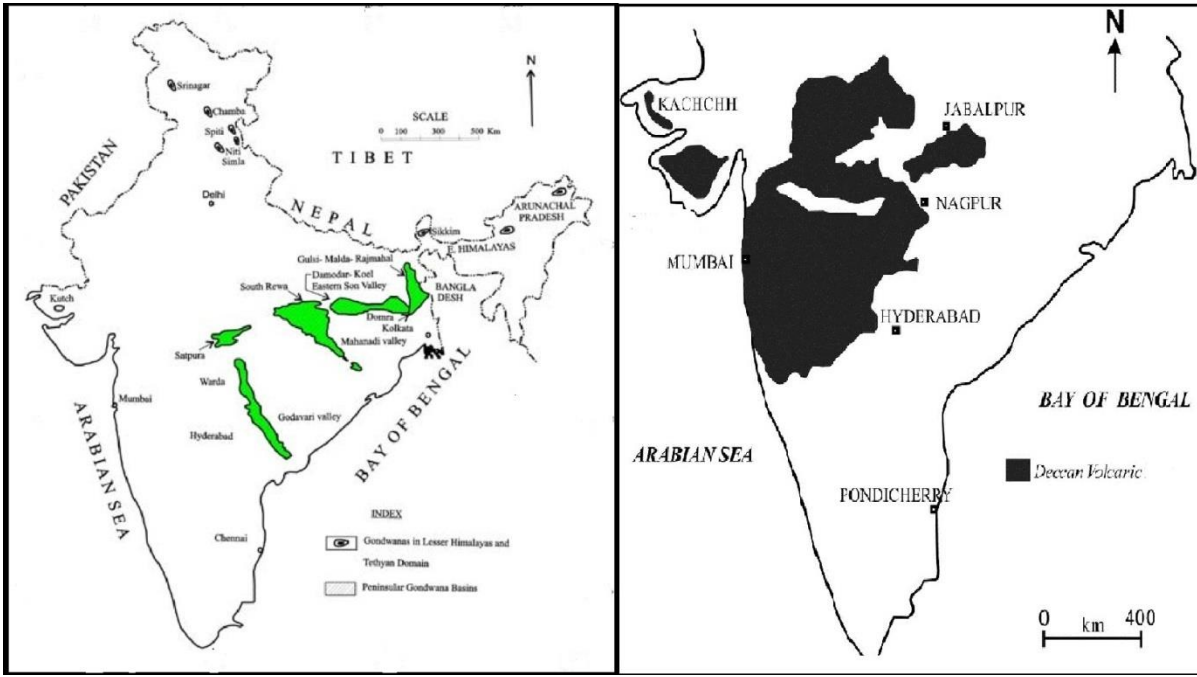 N
Srinagar
Chamba
Spiti
Niti
Simla
SCALE
100 0 100 300 500 Km
TIBET
PAKISTAN
Delhi
NEPAL
ARUNACHAL
PRADESH
Sikkim
E. HIMALAYAS
Gulsi- Malda- Rajmahal
Damodar- Koel
Eastern Son Valley
South Rewa
BANGLA
DESH
Kutch
Domra
Kolkata
Mahanadi valley
Satpura
Warda
Mumbai
Godavari valley
Hyderabad
ARABIAN SEA
BAY OF BENGAL
Chennai
INDEX
Gondwanas in Lesser Himalayas and
Tethyan Domain
Peninsular Gondwana Basins
N
KACHCHH
JABALPUR
NAGPUR
MUMBAI
HYDERABAD
BAY OF BENGAL
ARABIAN SEA
Deccan Volcaric
PONDICHERRY
0 km 400